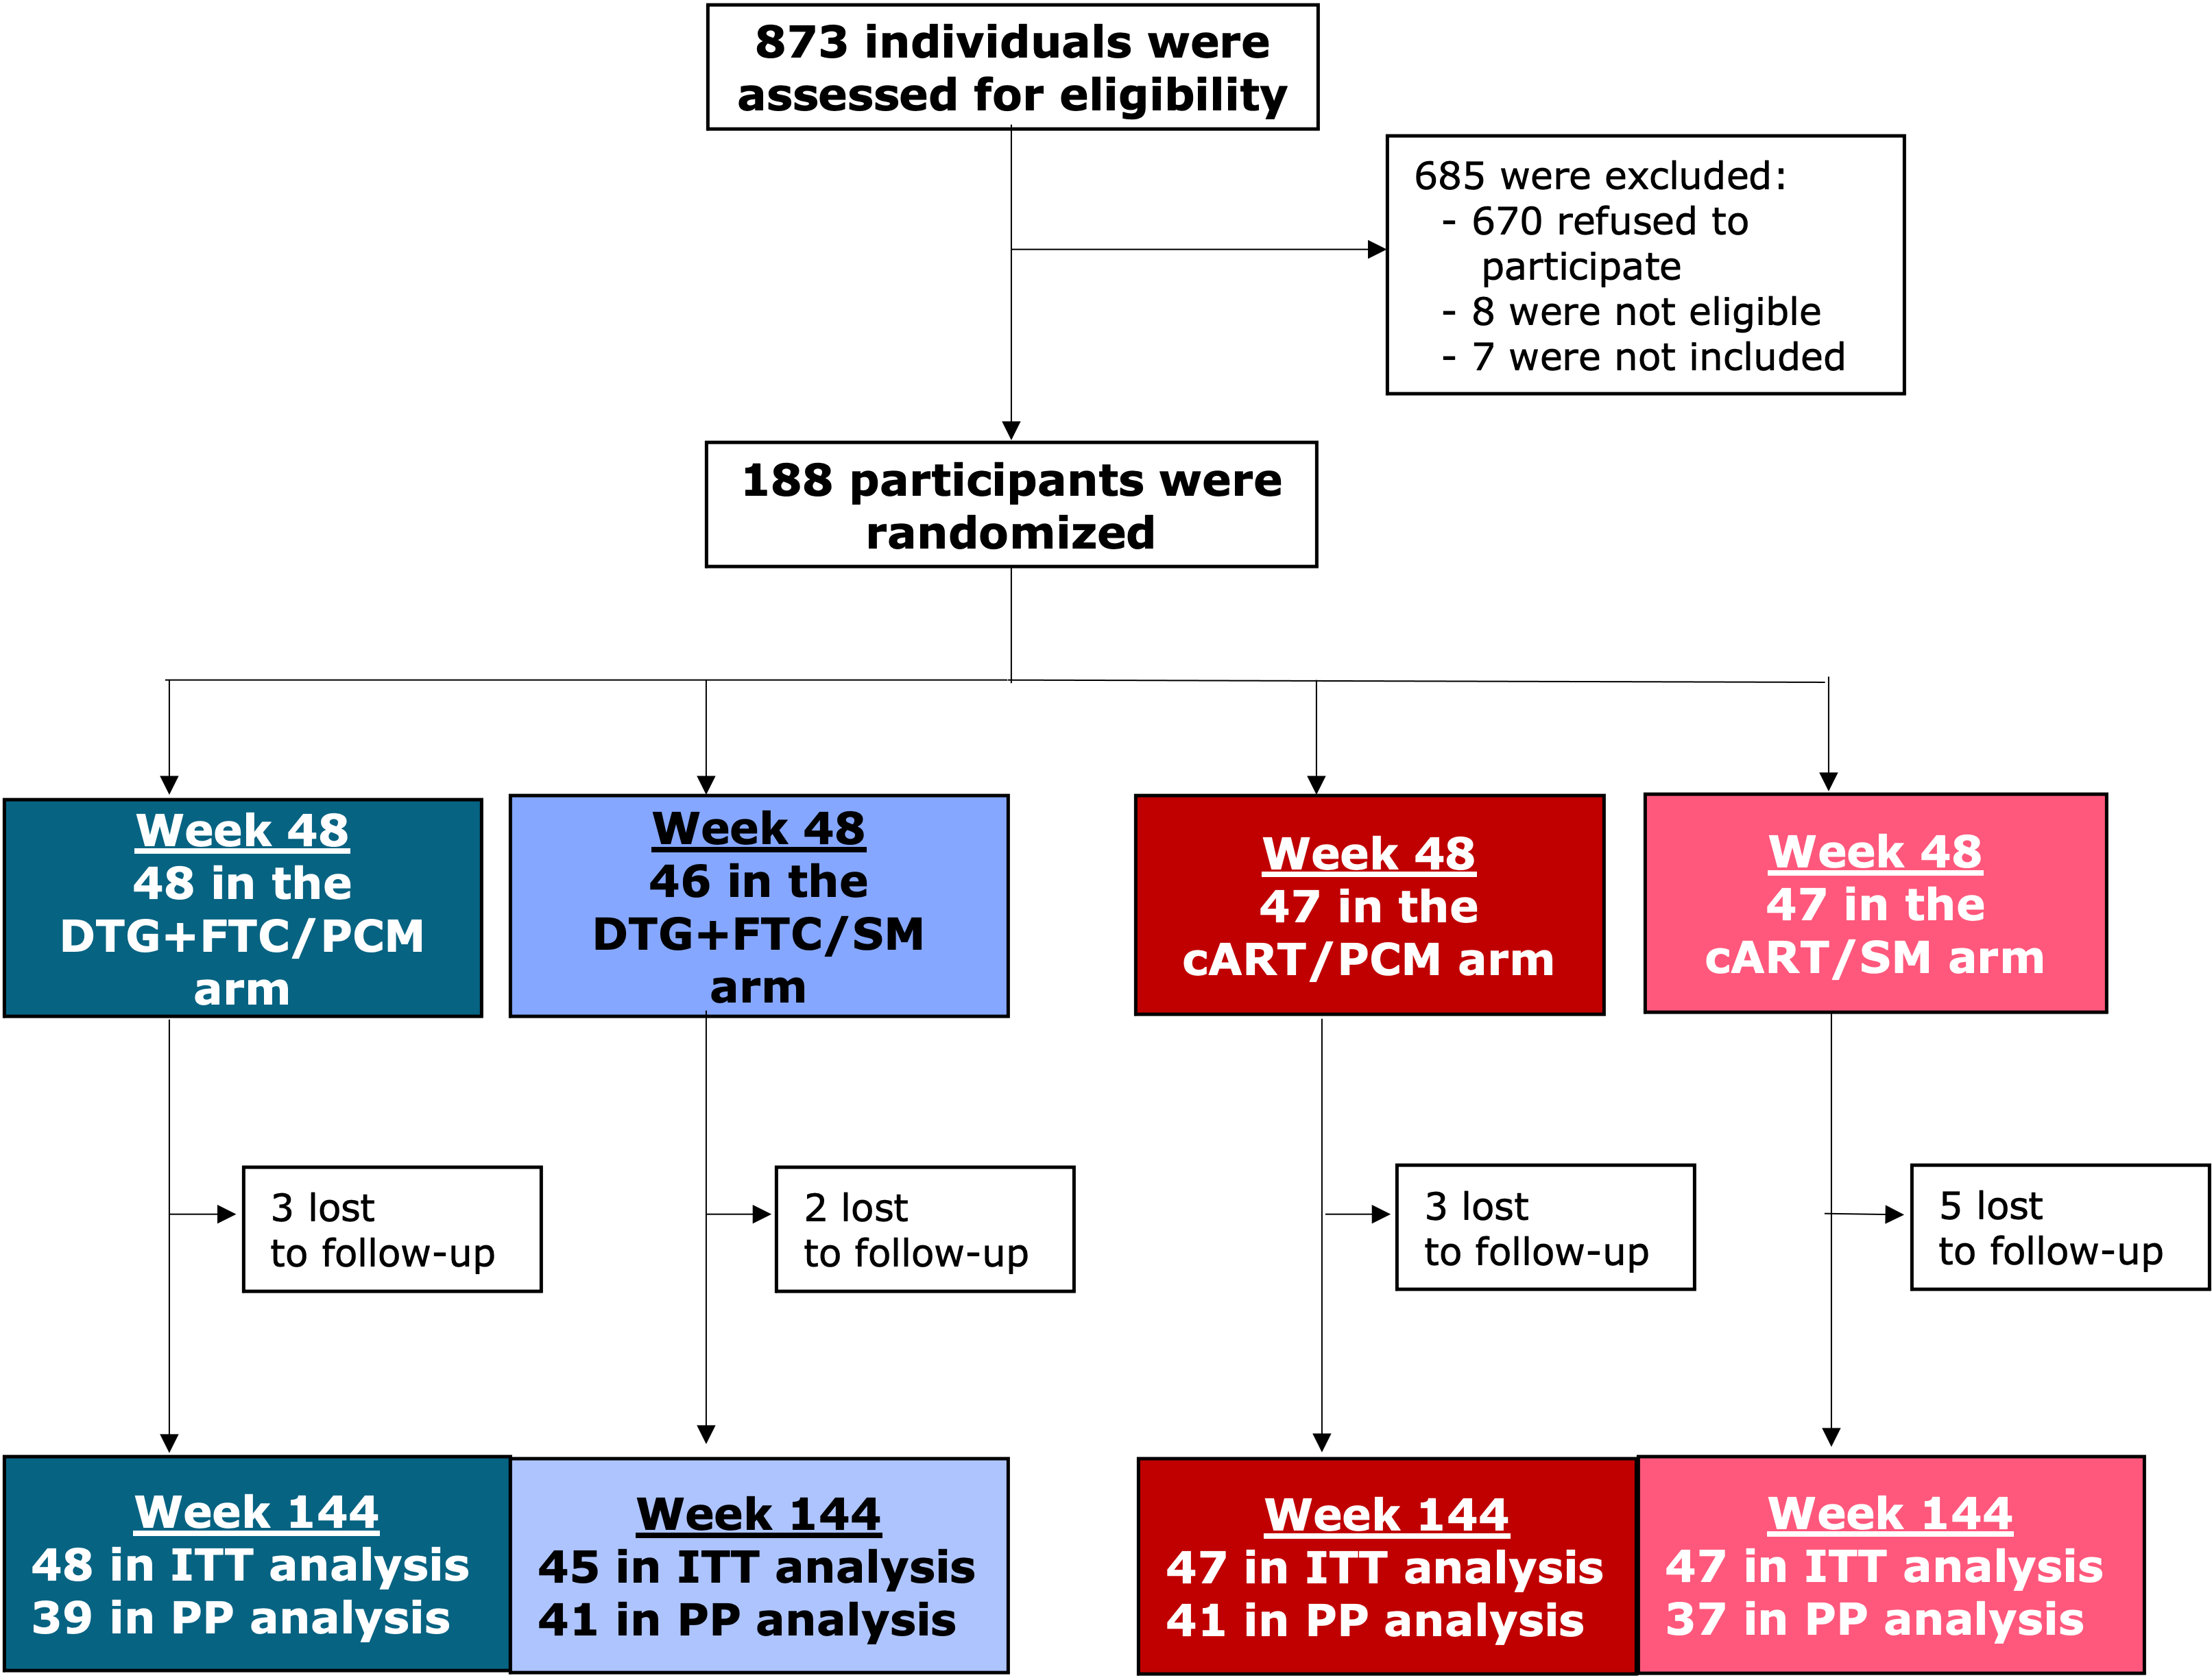 873 individuals were
assessed for eligibility
685 were excluded:
- 670 refused to
participate
- 8 were not eligible
- 7 were not included
188 participants were
randomized
Week 48
48 in the
DTG+FTC/PCM
arm
Week 48
46 in the
DTG+FTC/SM
arm
Week 48
47 in the
cART/PCM arm
Week 48
47 in the
cART/SM arm
3 lost
to follow-up
2 lost
to follow-up
3 lost
to follow-up
5 lost
to follow-up
Week 144
48 in ITT analysis
39 in PP analysis
Week 144
45 in ITT analysis
41 in PP analysis
Week 144
47 in ITT analysis
41 in PP analysis
Week 144
47 in ITT analysis
37 in PP analysis